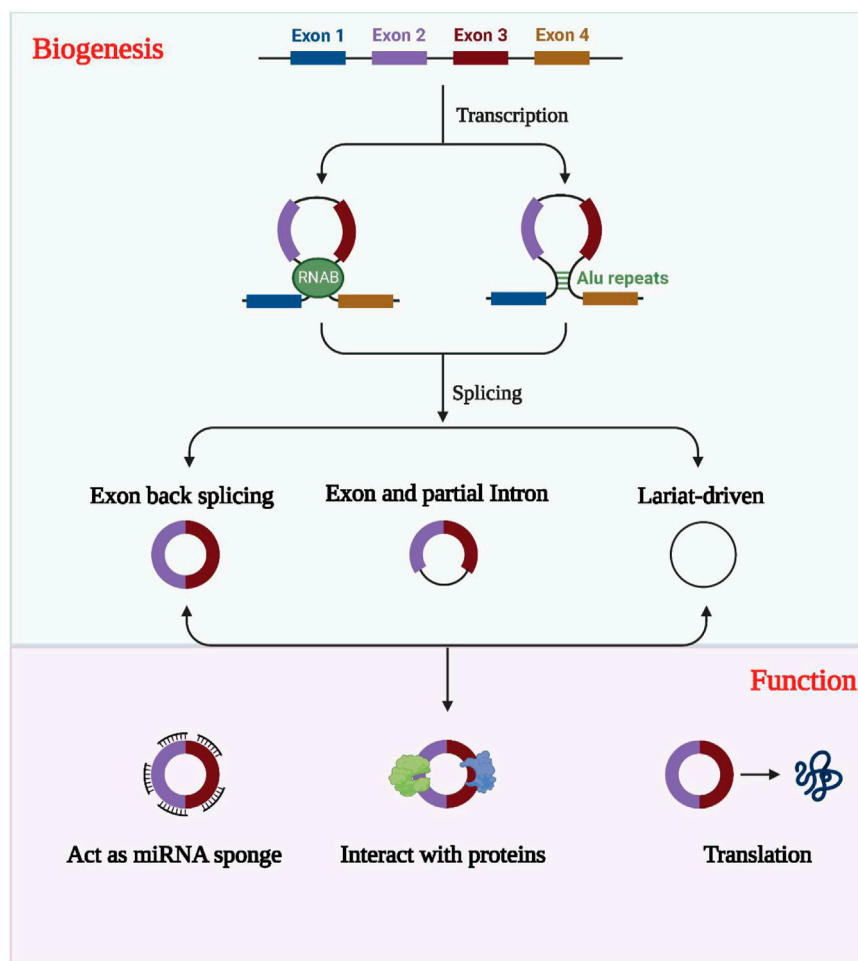 Biogenesis
Exon 1 Exon 2 Exon 3 Exon 4
Transcription
RNAB
Alu repeats
Splicing
Exon back splicing
Exon and partial Intron
Lariat-driven
Function
Act as miRNA sponge
Interact with proteins
Translation